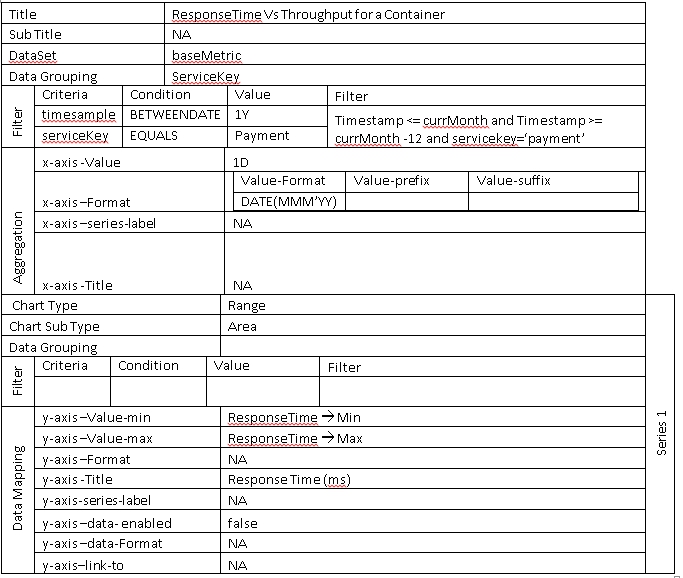 Title ResponseTime Vs Throughput for a Container
Sub Title NA
DataSet baseMetric
Data Grouping ServiceKey
Filter
Criteria Condition Value Filter
timesample BETWEENDATE 1Y
serviceKey EQUALS Payment
Timestamp <= currMonth and Timestamp >=
currMonth -12 and servicekey=‘payment’
Aggregation
x-axis -Value 1D
Value-Format Value-prefix Value-suffix
x-axis –Format DATE(MMM’YY)
x-axis –series-label NA
x-axis -Title NA
Chart Type Range
Chart Sub Type Area
Data Grouping
Filter
Criteria Condition Value Filter
Series 1
Data Mapping
y-axis –Value-min ResponseTime → Min
y-axis –Value-max ResponseTime → Max
y-axis –Format NA
y-axis -Title Response Time (ms)
y-axis-series-label NA
y-axis –data- enabled false
y-axis –data-Format NA
y-axis–link-to NA